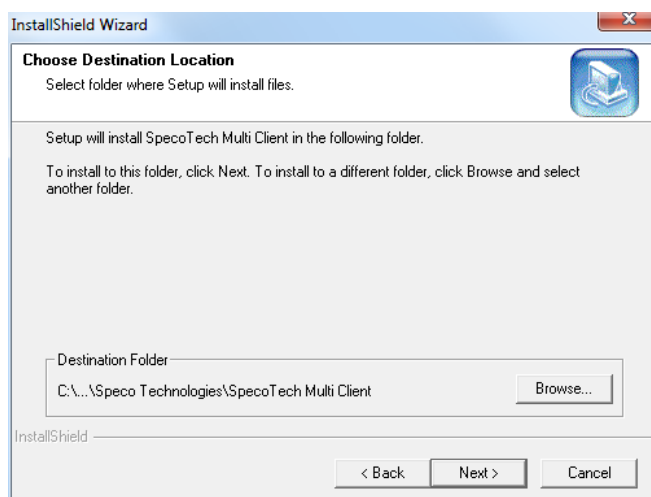 InstallShield Wizard
Choose Destination Location
Select folder where Setup will install files.
Setup will install SpecoTech Multi Client in the following folder.
To install to this folder, click Next. To install to a different folder, click Browse and select
another folder.
Destination Folder
C:\...\Speco Technologies\SpecoTech Multi Client
Browse...
InstallShield
< Back
Next >
Cancel